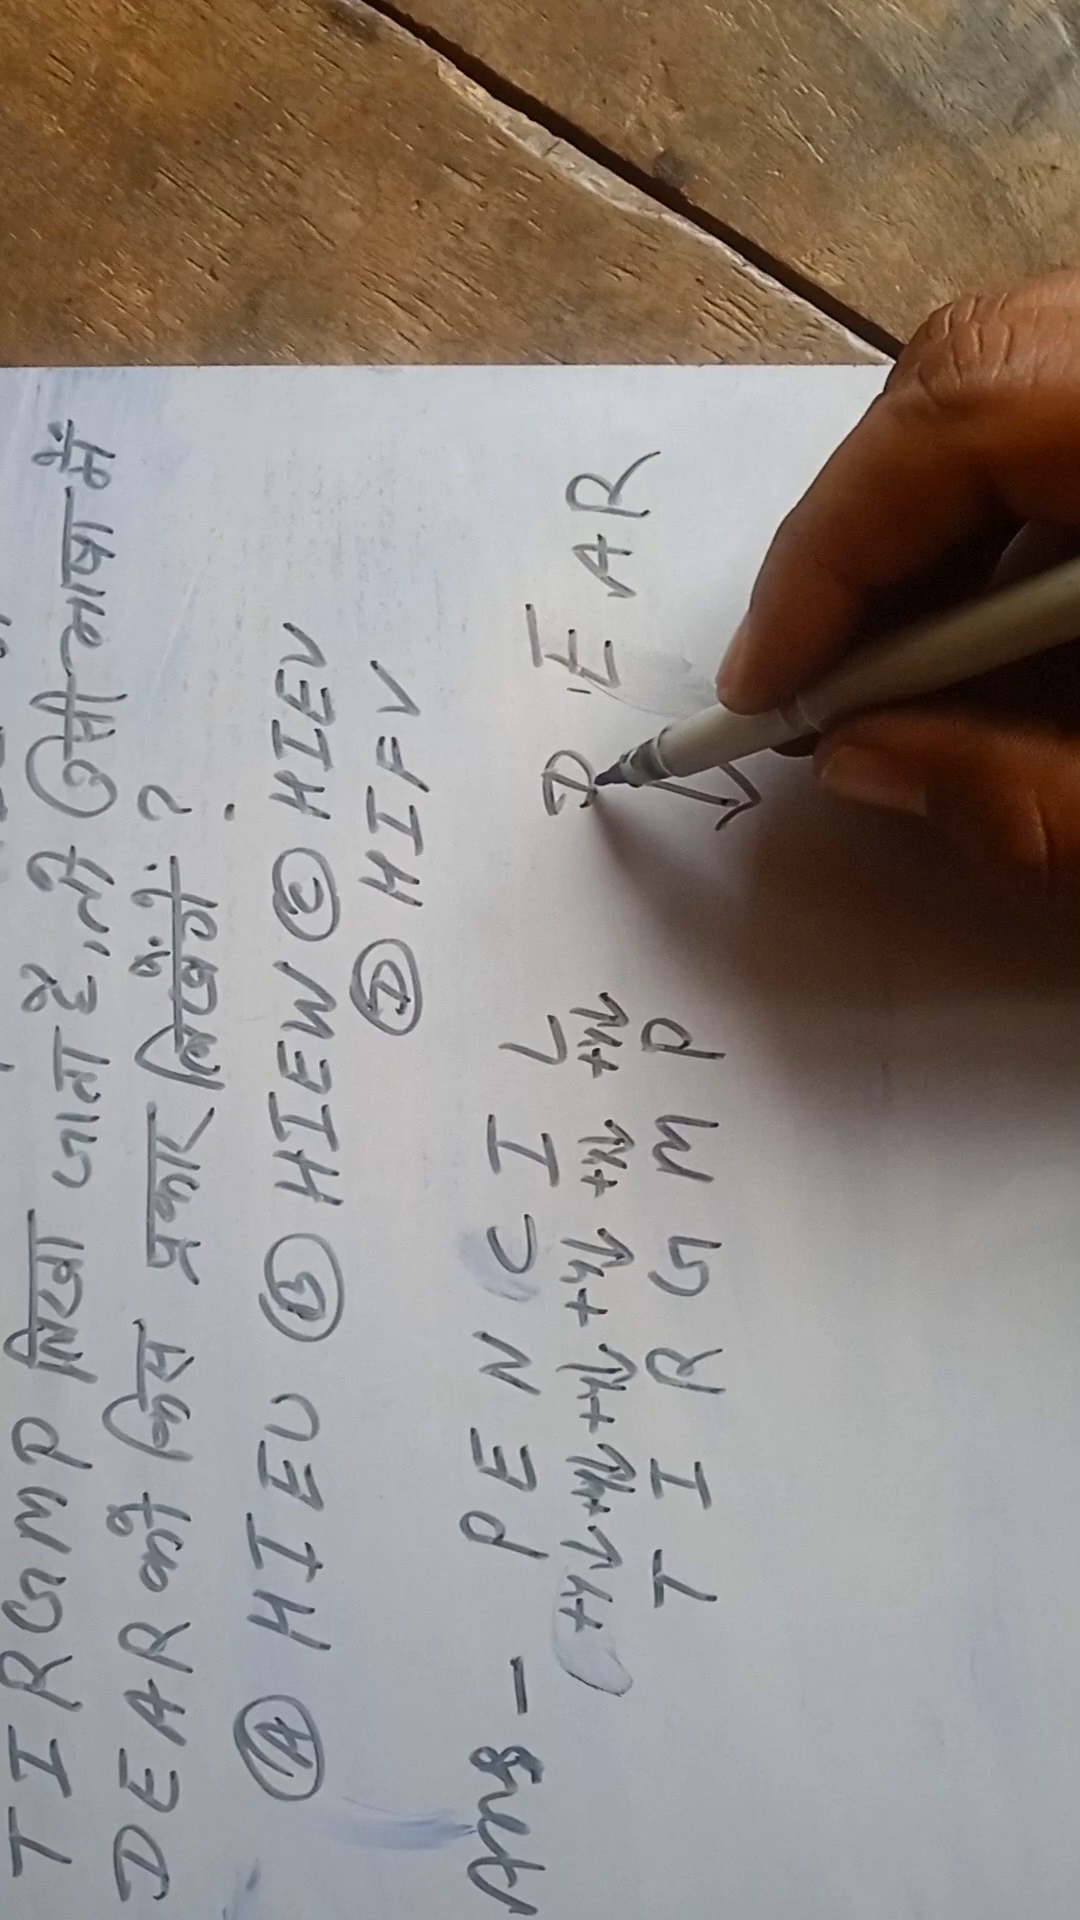 TIRGMP लिखा जाता है, तो उसी भाषा में
DEAR को किस प्रकार लिखेंगे ?
Ⓐ HIEU Ⓑ HIEW Ⓒ HIEV
Ⓓ HIFV
Ans - PENCIL DEAR
+4↓ +4↓ +4↓ +4↓ +4↓ +4↓
TIRGMP